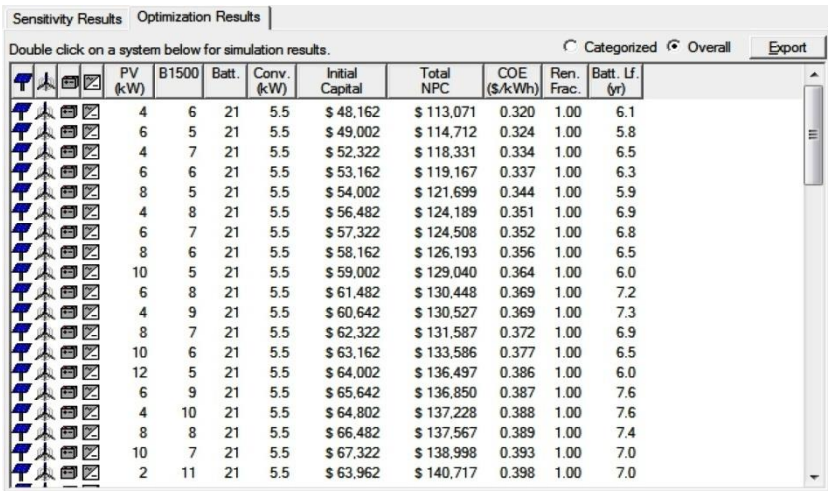 Sensitivity Results Optimization Results
Double click on a system below for simulation results. Categorized Overall Export
PV (kW) B1500 Batt. Conv. (kW) Initial Capital Total NPC COE ($/kWh) Ren. Frac. Batt. Lf. (yr)
4 6 21 5.5 $ 48,162 $ 113,071 0.320 1.00 6.1
6 5 21 5.5 $ 49,002 $ 114,712 0.324 1.00 5.8
4 7 21 5.5 $ 52,322 $ 118,331 0.334 1.00 6.5
6 6 21 5.5 $ 53,162 $ 119,167 0.337 1.00 6.3
8 5 21 5.5 $ 54,002 $ 121,699 0.344 1.00 5.9
4 8 21 5.5 $ 56,482 $ 124,189 0.351 1.00 6.9
6 7 21 5.5 $ 57,322 $ 124,508 0.352 1.00 6.8
8 6 21 5.5 $ 58,162 $ 126,193 0.356 1.00 6.5
10 5 21 5.5 $ 59,002 $ 129,040 0.364 1.00 6.0
6 8 21 5.5 $ 61,482 $ 130,448 0.369 1.00 7.2
4 9 21 5.5 $ 60,642 $ 130,527 0.369 1.00 7.3
8 7 21 5.5 $ 62,322 $ 131,587 0.372 1.00 6.9
10 6 21 5.5 $ 63,162 $ 133,586 0.377 1.00 6.5
12 5 21 5.5 $ 64,002 $ 136,497 0.386 1.00 6.0
6 9 21 5.5 $ 65,642 $ 136,850 0.387 1.00 7.6
4 10 21 5.5 $ 64,802 $ 137,228 0.388 1.00 7.6
8 8 21 5.5 $ 66,482 $ 137,567 0.389 1.00 7.4
10 7 21 5.5 $ 67,322 $ 138,998 0.393 1.00 7.0
2 11 21 5.5 $ 63,962 $ 140,717 0.398 1.00 7.0